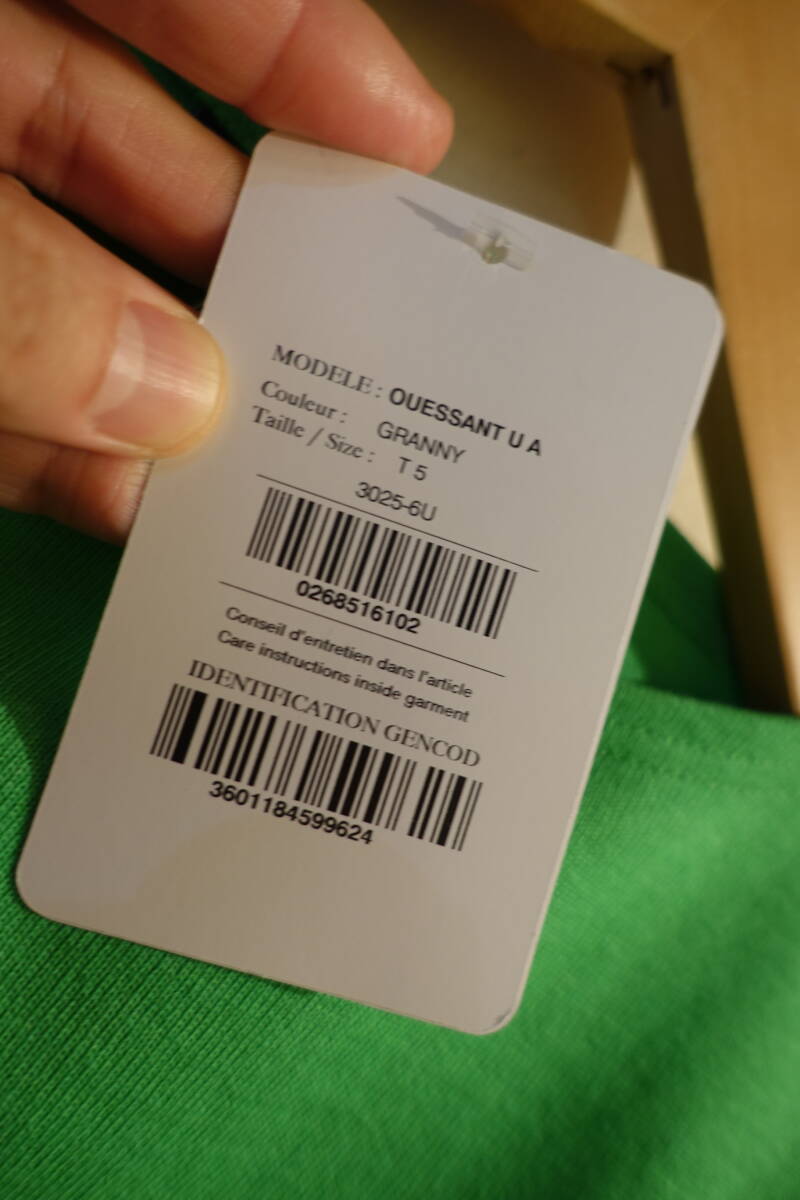 MODELE : OUESSANT U A
Couleur : GRANNY
Taille / Size : T 5
3025-6U
0268516102
Conseil d'entretien dans l'article
Care instructions inside garment
IDENTIFICATION GENCOD
3601184599624